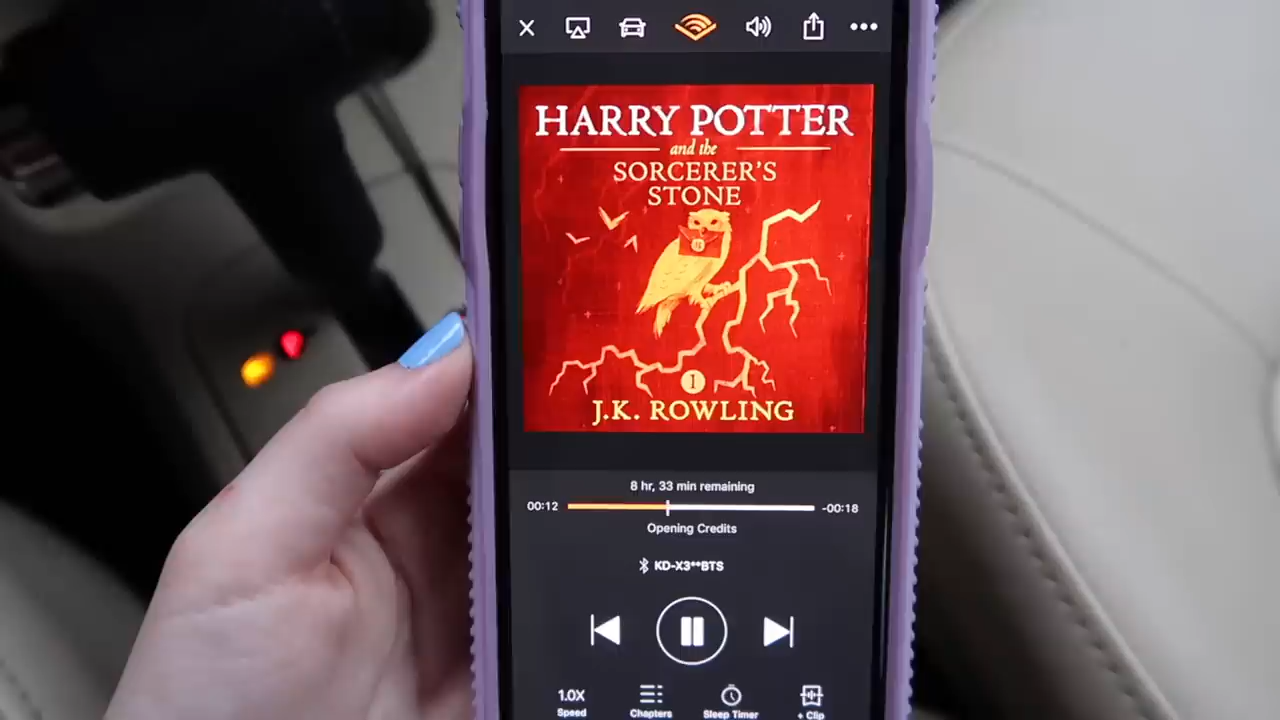 HARRY POTTER
and the
SORCERER'S
STONE
I
J.K. ROWLING
8 hr, 33 min remaining
00:12
-00:18
Opening Credits
KD-X3**BTS
1.0X
Speed
Chapters
Sleep Timer
+ Clip